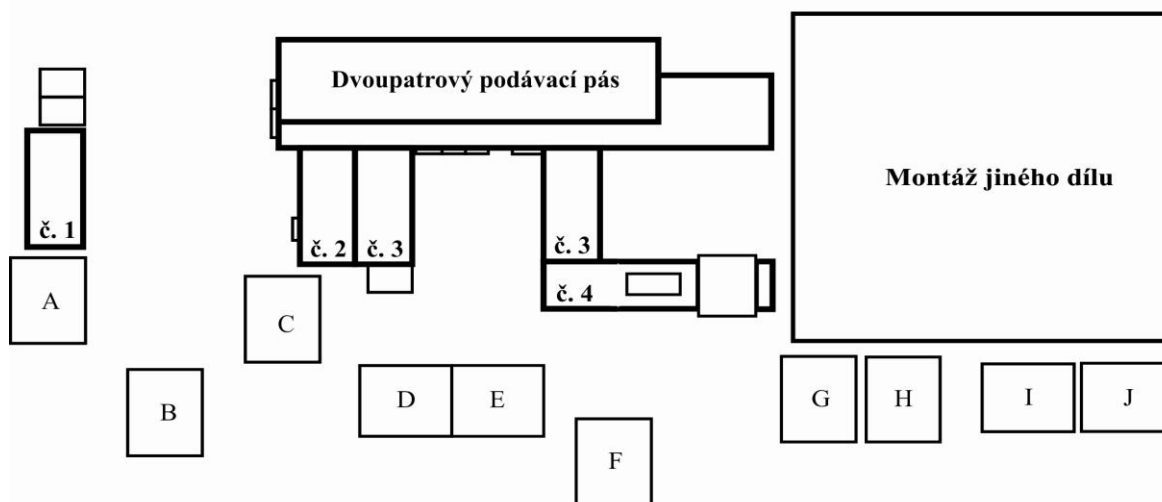 Dvoupatrový podávací pás
Montáž jiného dílu
č. 1
č. 2
č. 3
č. 3
č. 4
A
B
C
D
E
F
G
H
I
J